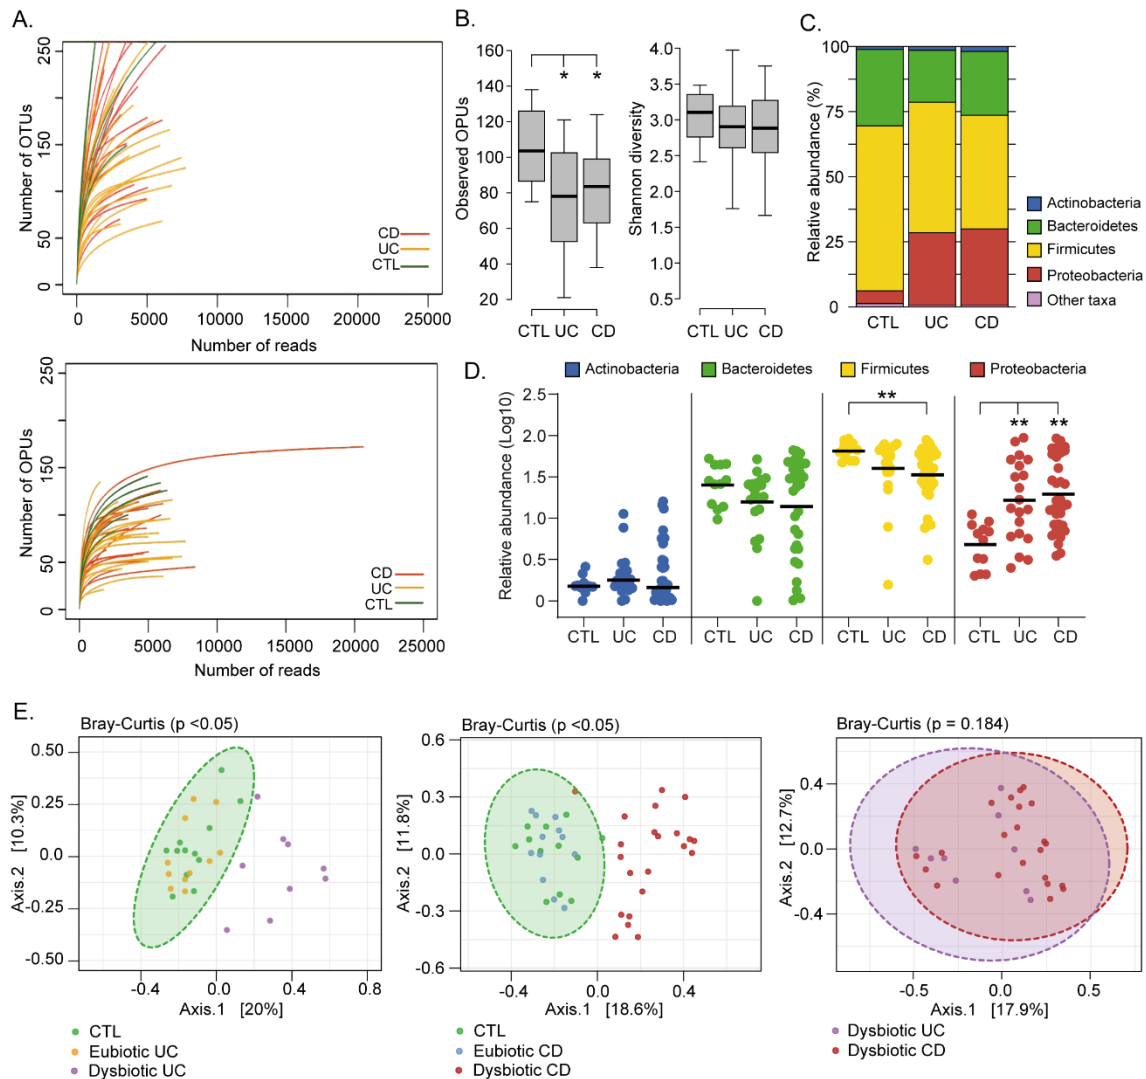 A.
250
150
50
0
Number of OTUs
CD
UC
CTL
0 5000 10000 15000 20000 25000
Number of reads
250
150
50
0
Number of OPUs
CD
UC
CTL
0 5000 10000 15000 20000 25000
Number of reads
B.
160
140
120
100
80
60
40
20
Observed OPUs
* *
CTL UC CD
4.0
3.5
3.0
2.5
2.0
1.5
0.5
Shannon diversity
CTL UC CD
C.
100
75
50
25
0
Relative abundance (%)
CTL UC CD
Actinobacteria
Bacteroidetes
Firmicutes
Proteobacteria
Other taxa
D.
Actinobacteria Bacteroidetes Firmicutes Proteobacteria
2.5
2.0
1.5
1.0
0.5
0
Relative abundance (Log10)
**
** **
CTL UC CD CTL UC CD CTL UC CD CTL UC CD
E.
Bray-Curtis (p <0.05)
0.50
0.25
0.0
-0.25
-0.50
Axis.2 [10.3%]
-0.4 0.0 0.4 0.8
Axis.1 [20%]
CTL
Eubiotic UC
Dysbiotic UC
Bray-Curtis (p <0.05)
0.6
0.3
0.0
-0.3
-0.6
Axis.2 [11.8%]
-0.4 0.0 0.4
Axis.1 [18.6%]
CTL
Eubiotic CD
Dysbiotic CD
Bray-Curtis (p = 0.184)
0.4
0.0
-0.4
Axis.2 [12.7%]
-0.5 0.0 0.5
Axis.1 [17.9%]
Dysbiotic UC
Dysbiotic CD